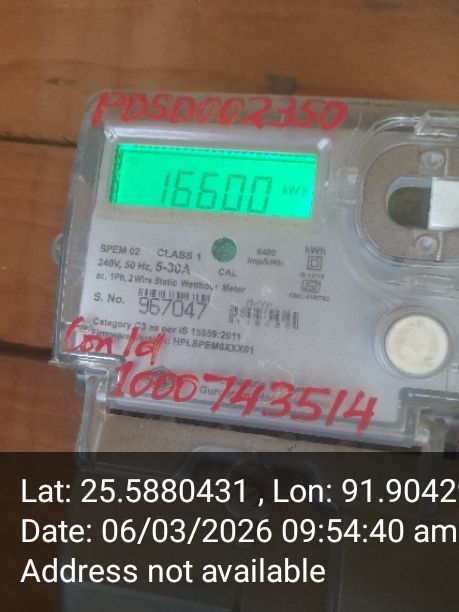 PDSD002350
16600 kWh
SPEM 02 CLASS 1
240V, 50 Hz, 5-30A
ac, 1Ph, 2 Wire Static Watthour Meter
CAL
6400
imp/kWh
kWh
S. No. 967047
Category C3 as per IS 15959:2011
Con Id
1000743514
Lat: 25.5880431 , Lon: 91.9042
Date: 06/03/2026 09:54:40 am
Address not available